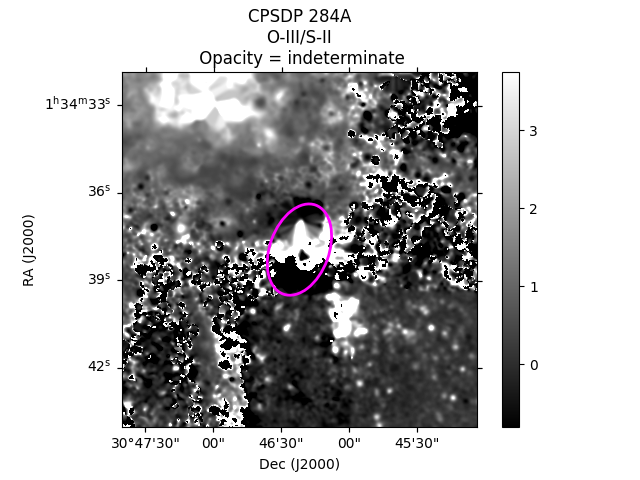 CPSDP 284A
O-III/S-II
Opacity = indeterminate
1ʰ34ᵐ33ˢ
36ˢ
39ˢ
42ˢ
RA (J2000)
30°47'30" 00" 46'30" 00" 45'30"
Dec (J2000)
3
2
1
0